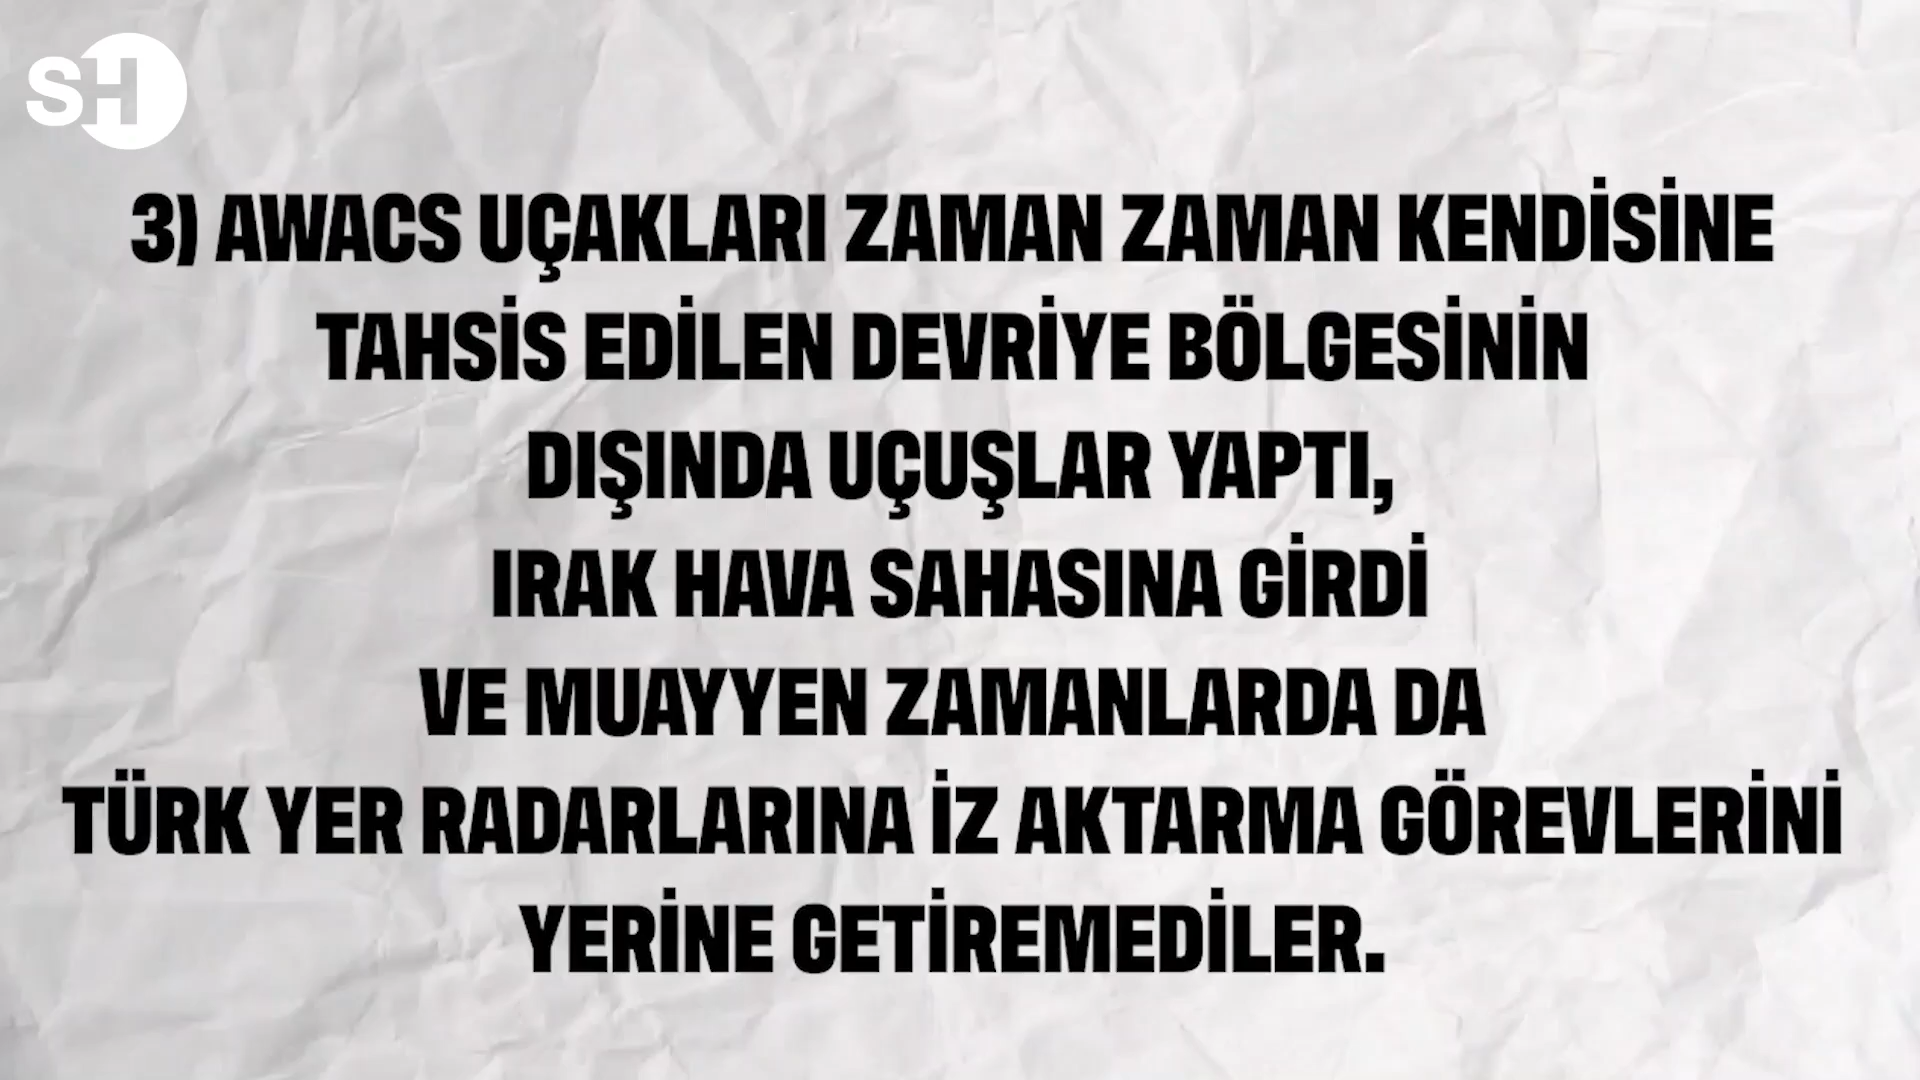 SH
3) AWACS UÇAKLARI ZAMAN ZAMAN KENDİSİNE
TAHSİS EDİLEN DEVRİYE BÖLGESİNİN
DIŞINDA UÇUŞLAR YAPTI,
IRAK HAVA SAHASINA GİRDİ
VE MUAYYEN ZAMANLARDA DA
TÜRK YER RADARLARINA İZ AKTARMA GÖREVLERİNİ
YERİNE GETİREMEDİLER.